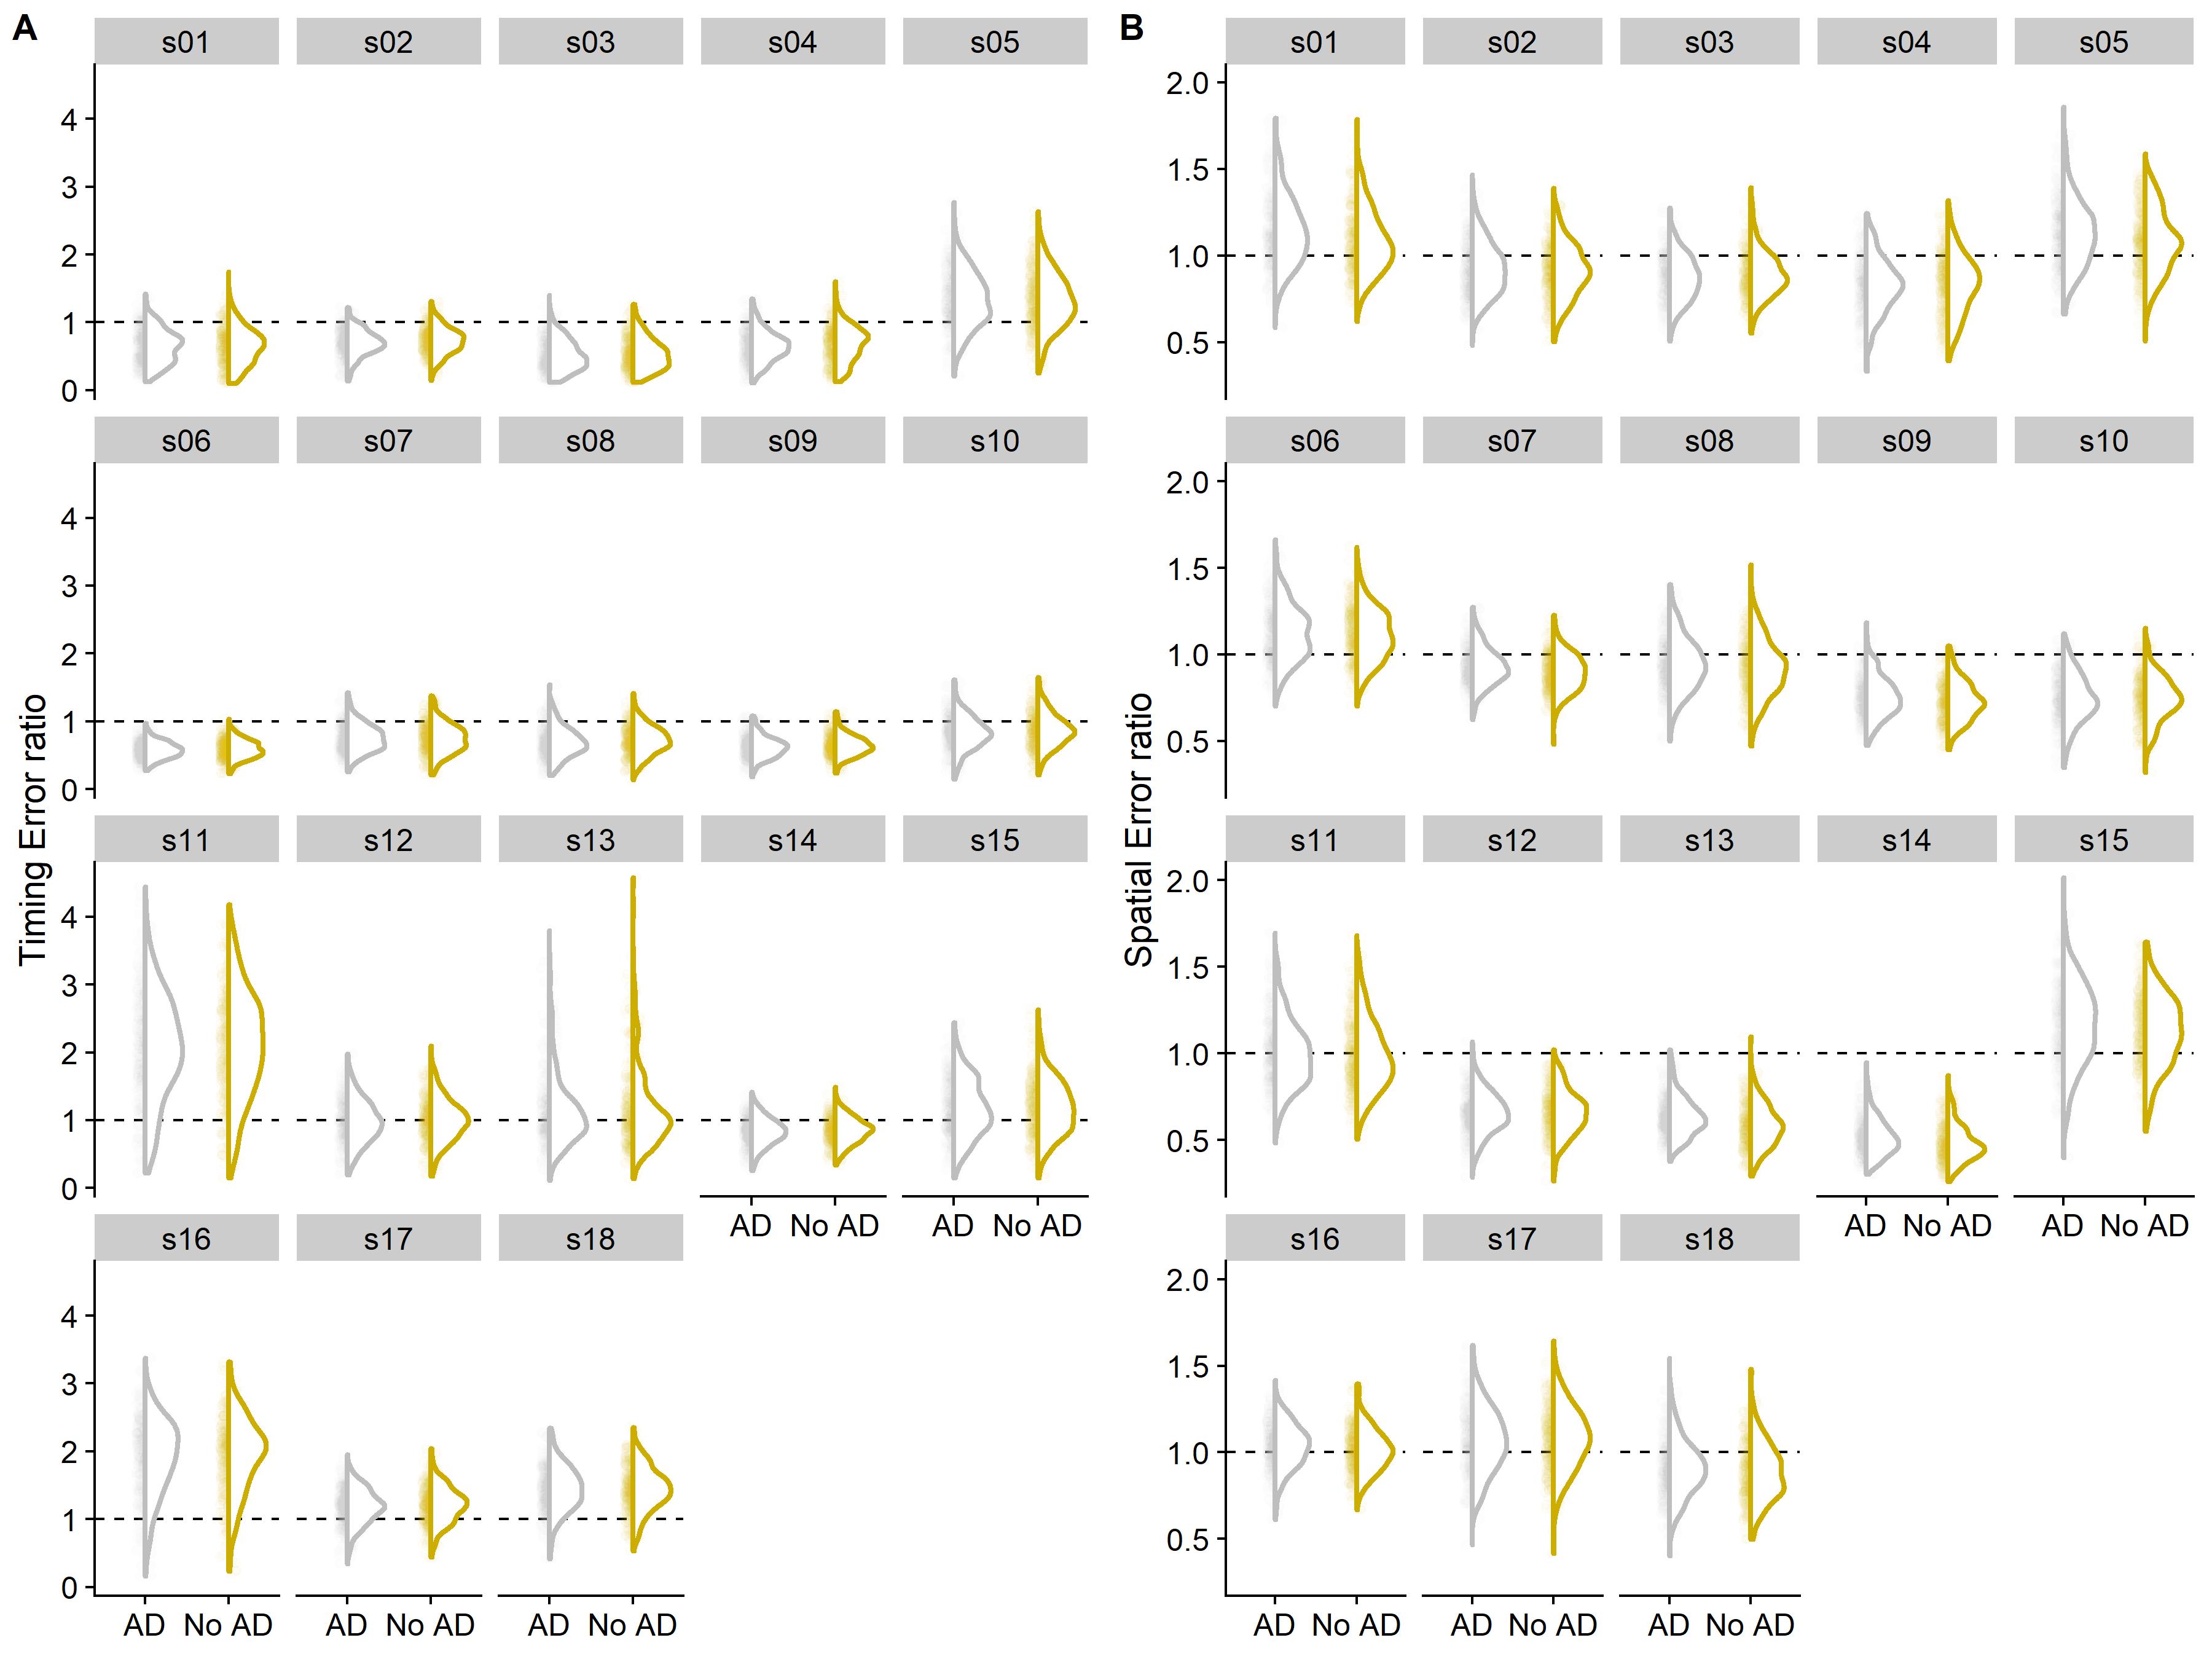 A
s01 s02 s03 s04 s05
4
3
2
1
0
s06 s07 s08 s09 s10
4
3
2
1
0
s11 s12 s13 s14 s15
4
3
2
1
0
AD No AD AD No AD
s16 s17 s18
4
3
2
1
0
AD No AD AD No AD AD No AD
Timing Error ratio
B
s01 s02 s03 s04 s05
2.0
1.5
1.0
0.5
s06 s07 s08 s09 s10
2.0
1.5
1.0
0.5
s11 s12 s13 s14 s15
2.0
1.5
1.0
0.5
AD No AD AD No AD
s16 s17 s18
2.0
1.5
1.0
0.5
AD No AD AD No AD AD No AD
Spatial Error ratio